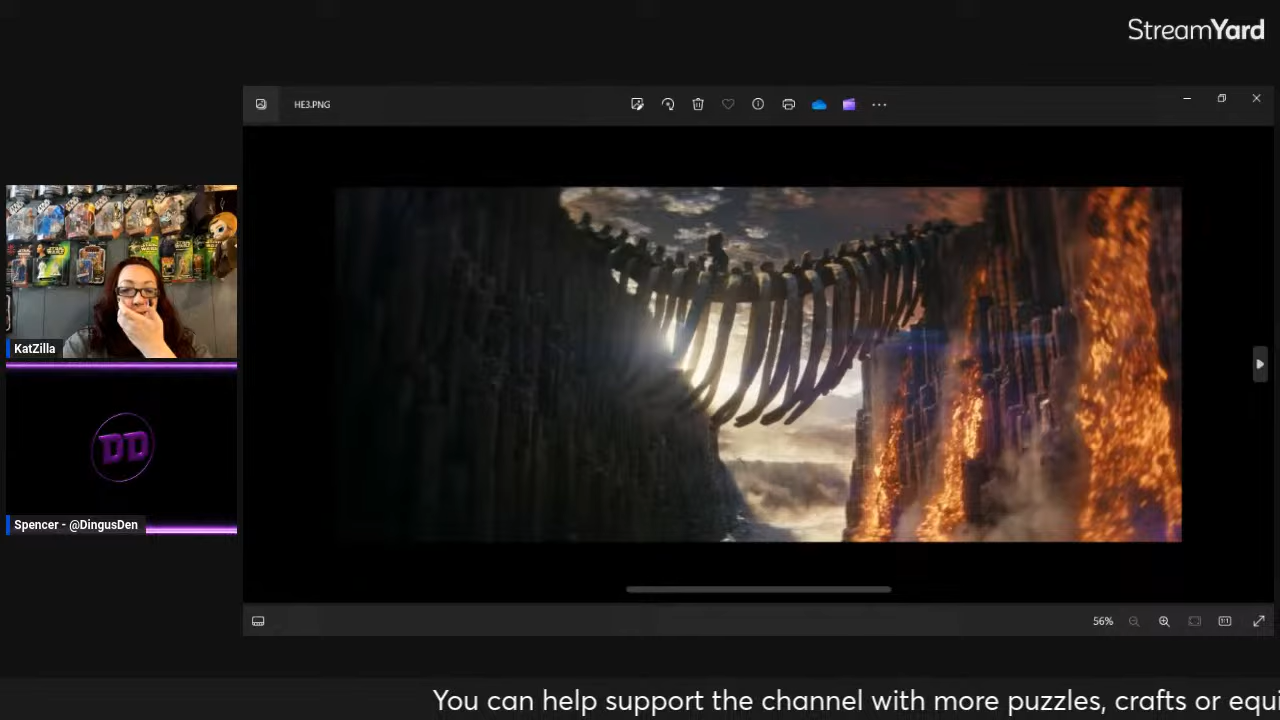 StreamYard
HE3.PNG
KatZilla
DD
Spencer - @DingusDen
56%
You can help support the channel with more puzzles, crafts or equi